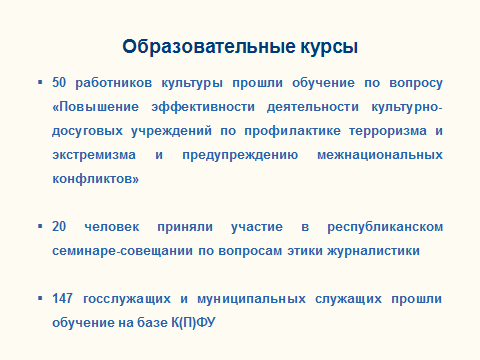 Образовательные курсы
▪ 50 работников культуры прошли обучение по вопросу
«Повышение эффективности деятельности культурно-
досуговых учреждений по профилактике терроризма и
экстремизма и предупреждению межнациональных
конфликтов»
▪ 20 человек приняли участие в республиканском
семинаре-совещании по вопросам этики журналистики
▪ 147 госслужащих и муниципальных служащих прошли
обучение на базе К(П)ФУ